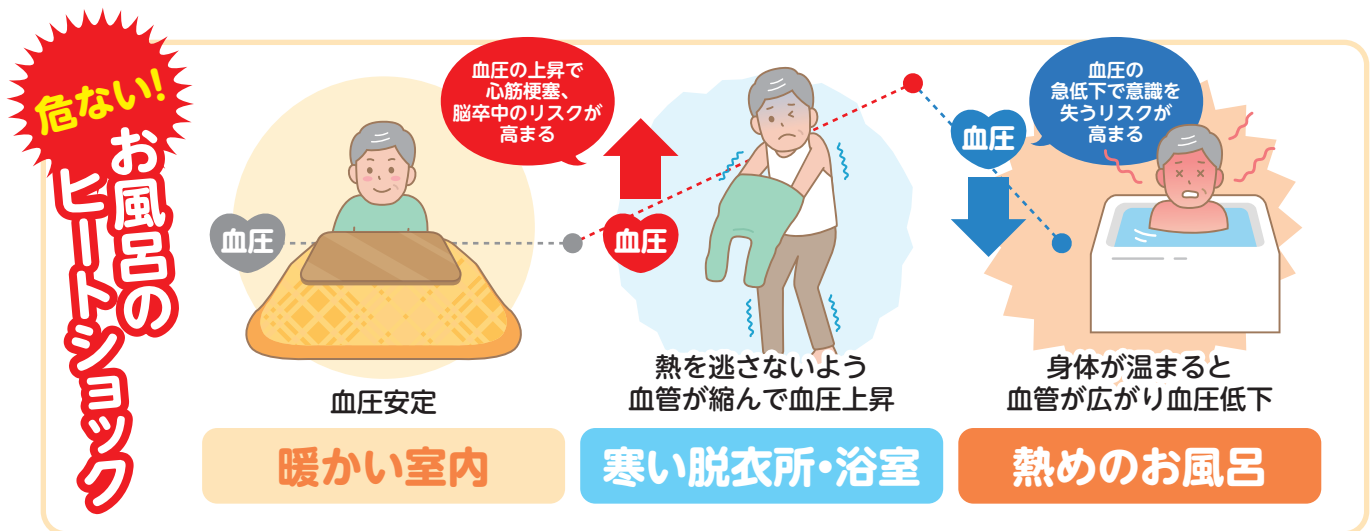 危ない!
お風呂の
ヒートショック
血圧
血圧安定
暖かい室内
血圧の上昇で
心筋梗塞、
脳卒中のリスクが
高まる
血圧
熱を逃さないよう
血管が縮んで血圧上昇
寒い脱衣所・浴室
血圧
血圧の
急低下で意識を
失うリスクが
高まる
身体が温まると
血管が広がり血圧低下
熱めのお風呂